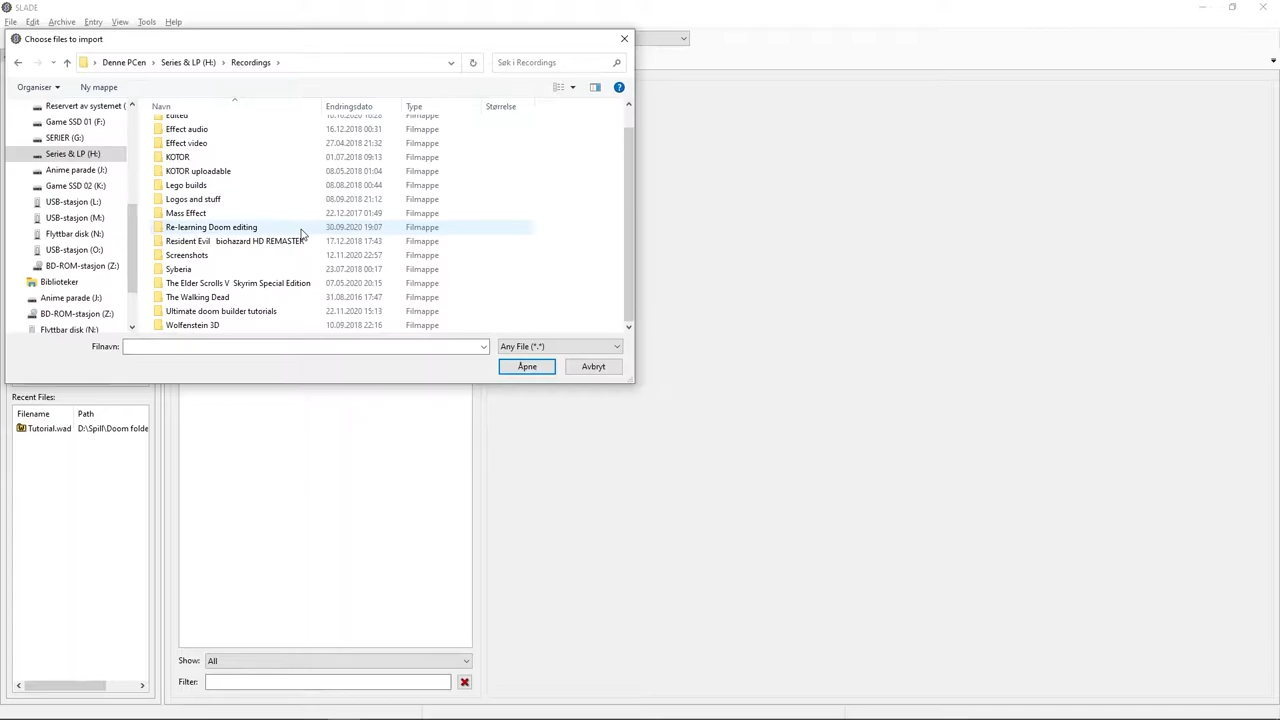 SLADE
File Edit Archive Entry View Tools Help
Choose files to import
Denne PCen > Series & LP (H:) > Recordings >
Søk i Recordings
Organiser Ny mappe
Navn Endringsdato Type Størrelse
Reservert av systemet (
Game SSD 01 (F:)
SERIER (G:)
Series & LP (H:)
Anime parade (J:)
Game SSD 02 (K:)
USB-stasjon (L:)
USB-stasjon (M:)
Flyttbar disk (N:)
USB-stasjon (O:)
BD-ROM-stasjon (Z:)
Biblioteker
Anime parade (J:)
BD-ROM-stasjon (Z:)
Flyttbar disk (N:)
Edited Filmappe
Effect audio 16.12.2018 00:31 Filmappe
Effect video 27.04.2018 21:32 Filmappe
KOTOR 01.07.2018 09:13 Filmappe
KOTOR uploadable 08.05.2018 01:04 Filmappe
Lego builds 08.08.2018 00:44 Filmappe
Logos and stuff 08.09.2018 21:12 Filmappe
Mass Effect 22.12.2017 01:49 Filmappe
Re-learning Doom editing 30.09.2020 19:07 Filmappe
Resident Evil biohazard HD REMASTER 17.12.2018 17:43 Filmappe
Screenshots 12.11.2020 22:57 Filmappe
Syberia 23.07.2018 00:17 Filmappe
The Elder Scrolls V Skyrim Special Edition 07.05.2020 20:15 Filmappe
The Walking Dead 31.08.2016 17:47 Filmappe
Ultimate doom builder tutorials 22.11.2020 15:13 Filmappe
Wolfenstein 3D 10.09.2018 22:16 Filmappe
Filnavn: Any File (*.*)
Åpne Avbryt
Recent Files:
Filename Path
Tutorial.wad D:\Spill\Doom folde
Show: All
Filter: